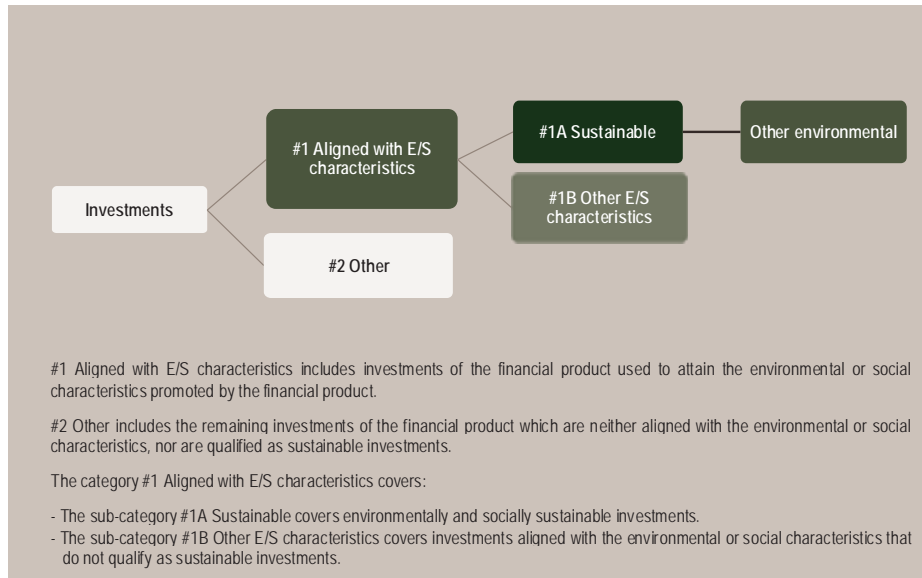 #1 Aligned with E/S
characteristics
#1A Sustainable
Other environmental
Investments
#1B Other E/S
characteristics
#2 Other
#1 Aligned with E/S characteristics includes investments of the financial product used to attain the environmental or social
characteristics promoted by the financial product.
#2 Other includes the remaining investments of the financial product which are neither aligned with the environmental or social
characteristics, nor are qualified as sustainable investments.
The category #1 Aligned with E/S characteristics covers:
- The sub-category #1A Sustainable covers environmentally and socially sustainable investments.
- The sub-category #1B Other E/S characteristics covers investments aligned with the environmental or social characteristics that
do not qualify as sustainable investments.